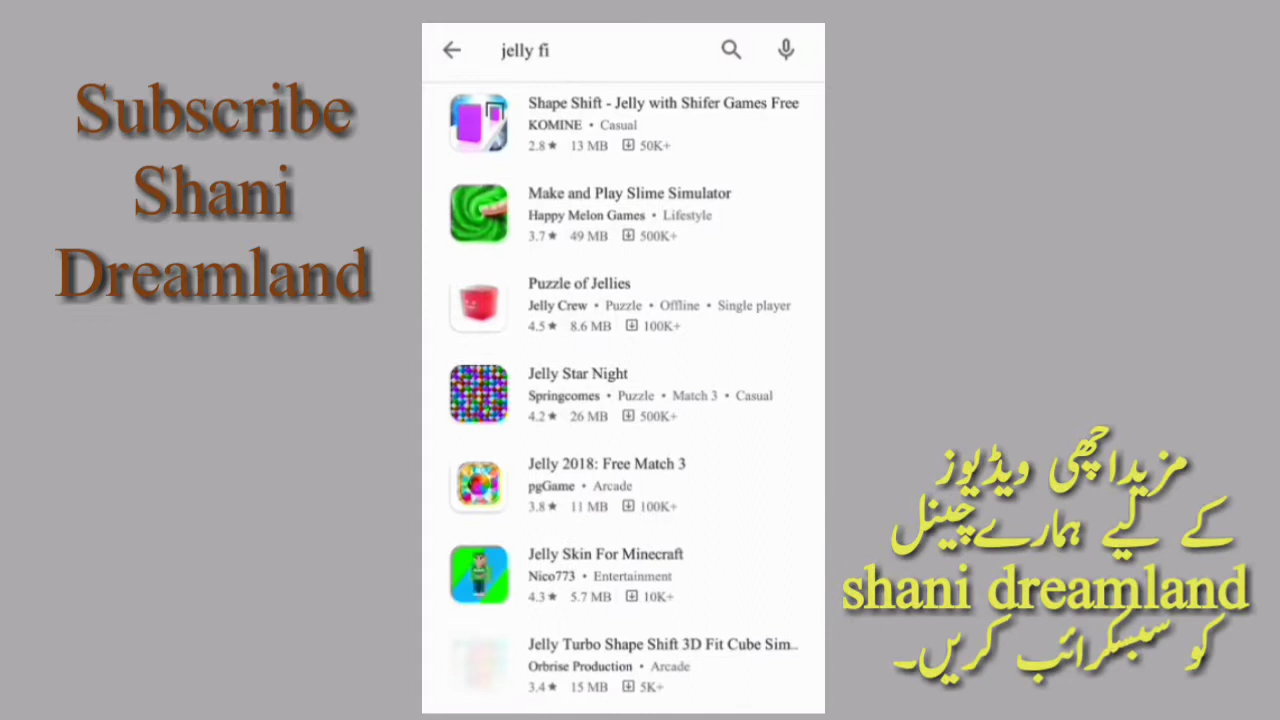 Subscribe
Shani
Dreamland
jelly fi
Shape Shift - Jelly with Shifer Games Free
KOMINE • Casual
2.8★ 13 MB 50K+
Make and Play Slime Simulator
Happy Melon Games • Lifestyle
3.7★ 49 MB 500K+
Puzzle of Jellies
Jelly Crew • Puzzle • Offline • Single player
4.5★ 8.6 MB 100K+
Jelly Star Night
Springcomes • Puzzle • Match 3 • Casual
4.2★ 26 MB 500K+
Jelly 2018: Free Match 3
pgGame • Arcade
3.8★ 11 MB 100K+
Jelly Skin For Minecraft
Nico773 • Entertainment
4.3★ 5.7 MB 10K+
Jelly Turbo Shape Shift 3D Fit Cube Sim..
Orbrise Production • Arcade
3.4★ 15 MB 5K+
مزیداچھی ویڈیوز
کے لیے ہمارےچینل
shani dreamland
کو سبسکرائب کریں۔